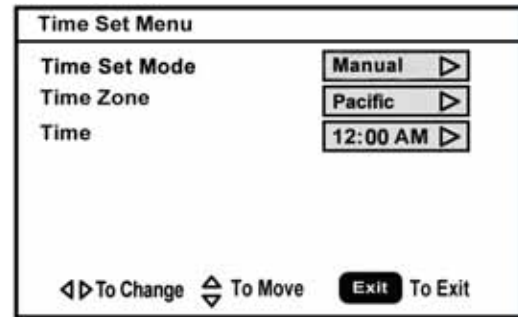 Time Set Menu
Time Set Mode Manual
Time Zone Pacific
Time 12:00 AM
To Change To Move Exit To Exit